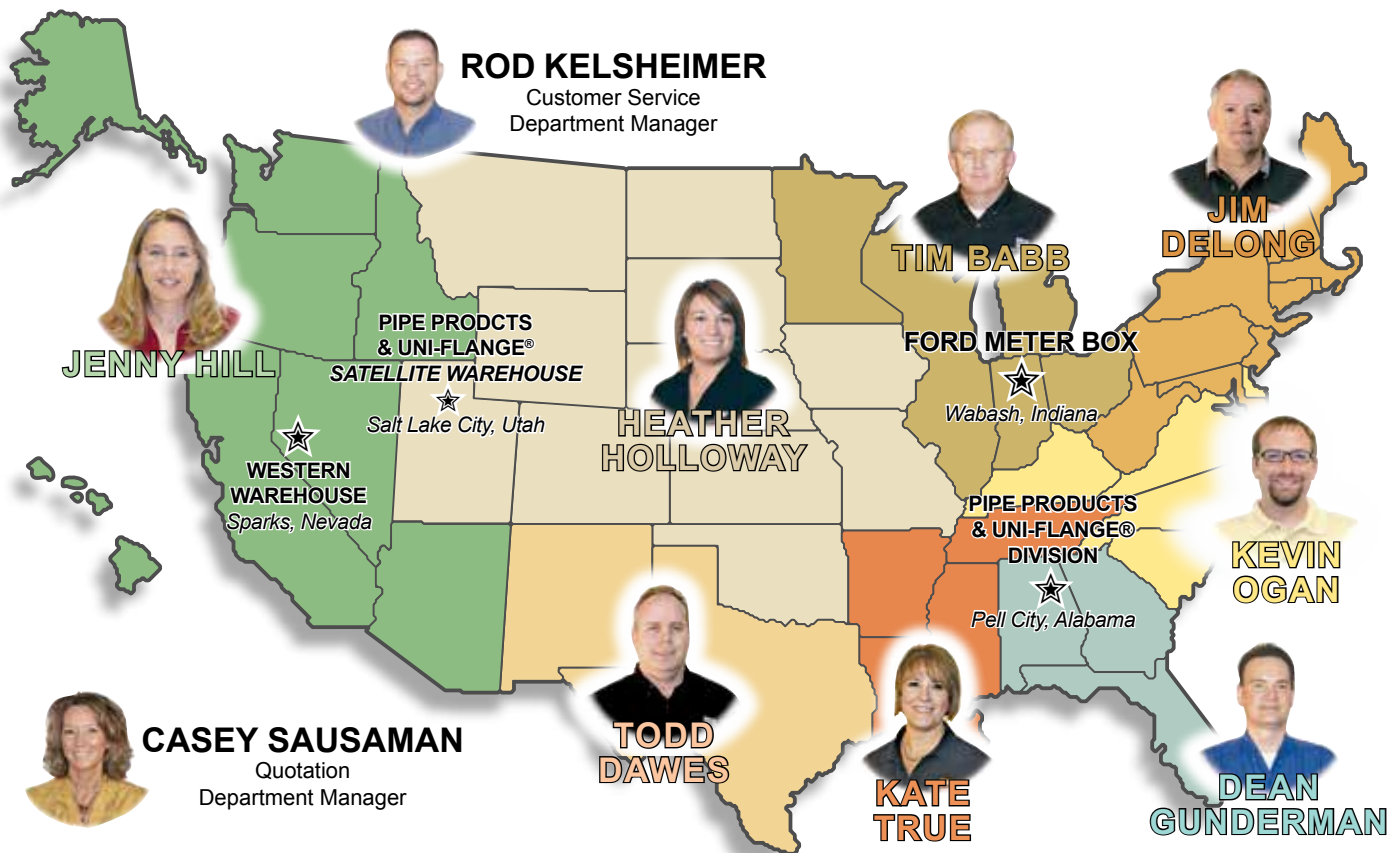 ROD KELSHEIMER
Customer Service
Department Manager
JIM
DELONG
TIM BABB
JENNY HILL
PIPE PRODCTS
& UNI-FLANGE®
SATELLITE WAREHOUSE
Salt Lake City, Utah
FORD METER BOX
Wabash, Indiana
HEATHER
HOLLOWAY
WESTERN
WAREHOUSE
Sparks, Nevada
PIPE PRODUCTS
& UNI-FLANGE®
DIVISION
Pell City, Alabama
KEVIN
OGAN
CASEY SAUSAMAN
Quotation
Department Manager
TODD
DAWES
KATE
TRUE
DEAN
GUNDERMAN